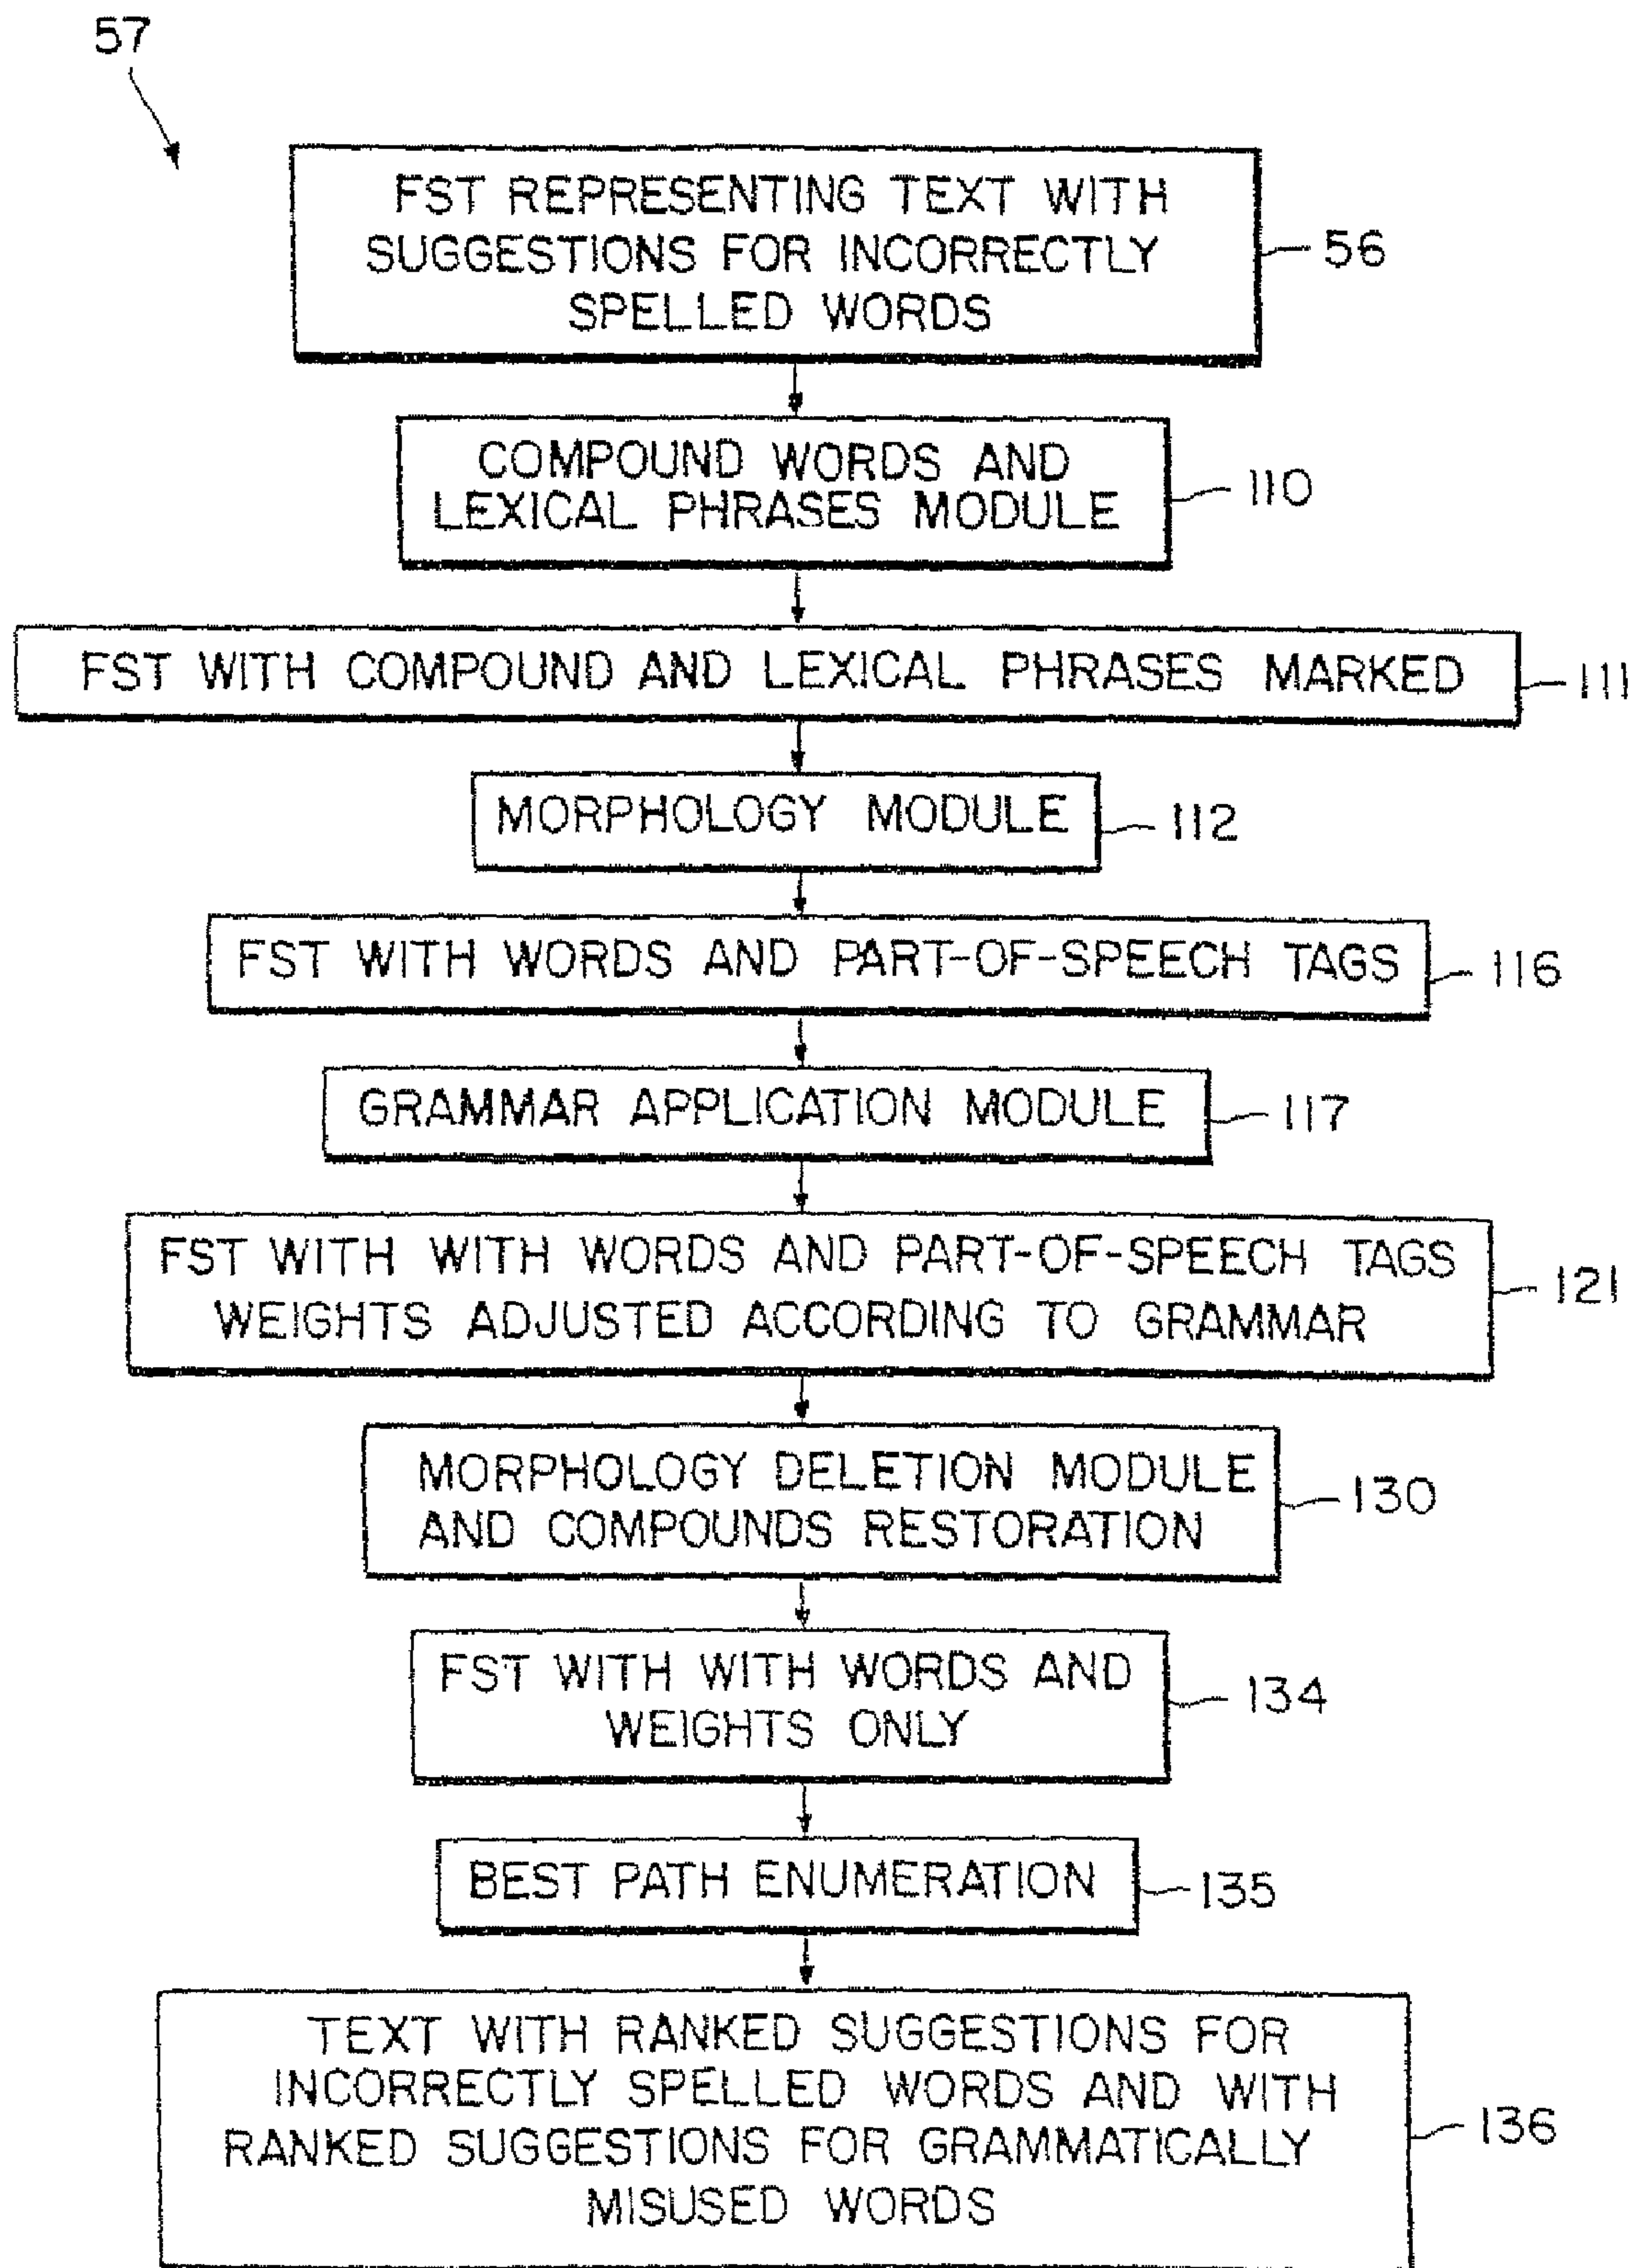 57
FST REPRESENTING TEXT WITH
SUGGESTIONS FOR INCORRECTLY
SPELLED WORDS
56
COMPOUND WORDS AND
LEXICAL PHRASES MODULE
110
FST WITH COMPOUND AND LEXICAL PHRASES MARKED
111
MORPHOLOGY MODULE
112
FST WITH WORDS AND PART-OF-SPEECH TAGS
116
GRAMMAR APPLICATION MODULE
117
FST WITH WITH WORDS AND PART-OF-SPEECH TAGS
WEIGHTS ADJUSTED ACCORDING TO GRAMMAR
121
MORPHOLOGY DELETION MODULE
AND COMPOUNDS RESTORATION
130
FST WITH WITH WORDS AND
WEIGHTS ONLY
134
BEST PATH ENUMERATION
135
TEXT WITH RANKED SUGGESTIONS FOR
INCORRECTLY SPELLED WORDS AND WITH
RANKED SUGGESTIONS FOR GRAMMATICALLY
MISUSED WORDS
136